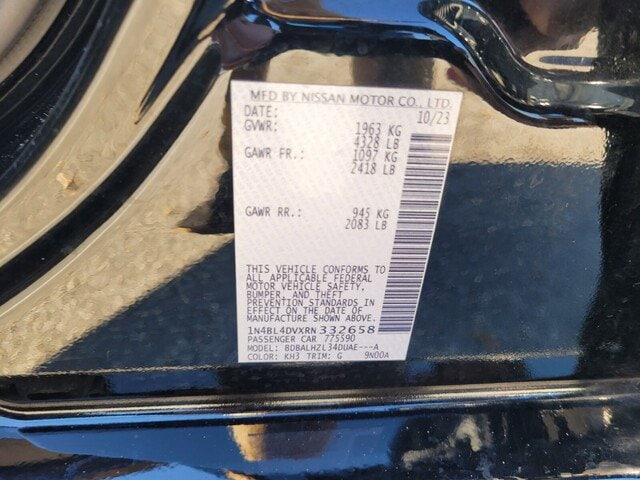 MFD BY NISSAN MOTOR CO., LTD.
DATE: 10/23
GVWR: 1963 KG
4328 LB
GAWR FR.: 1097 KG
2418 LB
GAWR RR.: 945 KG
2083 LB
THIS VEHICLE CONFORMS TO
ALL APPLICABLE FEDERAL
MOTOR VEHICLE SAFETY,
BUMPER, AND THEFT
PREVENTION STANDARDS IN
EFFECT ON THE DATE OF
MANUFACTURE SHOWN ABOVE.
1N4BL4DVXRN332658
PASSENGER CAR 775590
MODEL: BDBALHZL34DUAE---A
COLOR: KH3 TRIM: G 9N00A